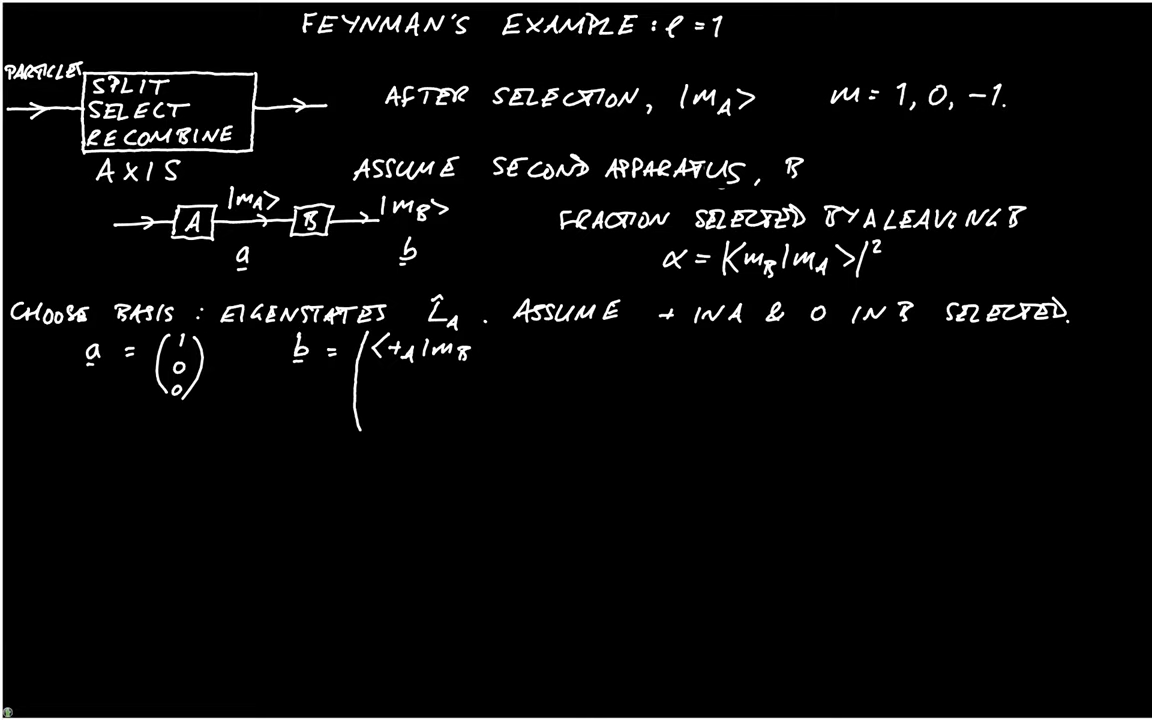 FEYNMAN'S EXAMPLE: ℓ = 1
PARTICLES
SPLIT
SELECT
RECOMBINE
AXIS
AFTER SELECTION, |m_A> m = 1, 0, -1.
ASSUME SECOND APPARATUS, B
A |m_A> B |m_B>
a b
FRACTION SELECTED BY A LEAVING B
α = |<m_B|m_A>|²
CHOOSE BASIS: EIGENSTATES L̂_A. ASSUME + IN A & 0 IN B SELECTED.
a = (1 0 0) b = (<+_A|m_B